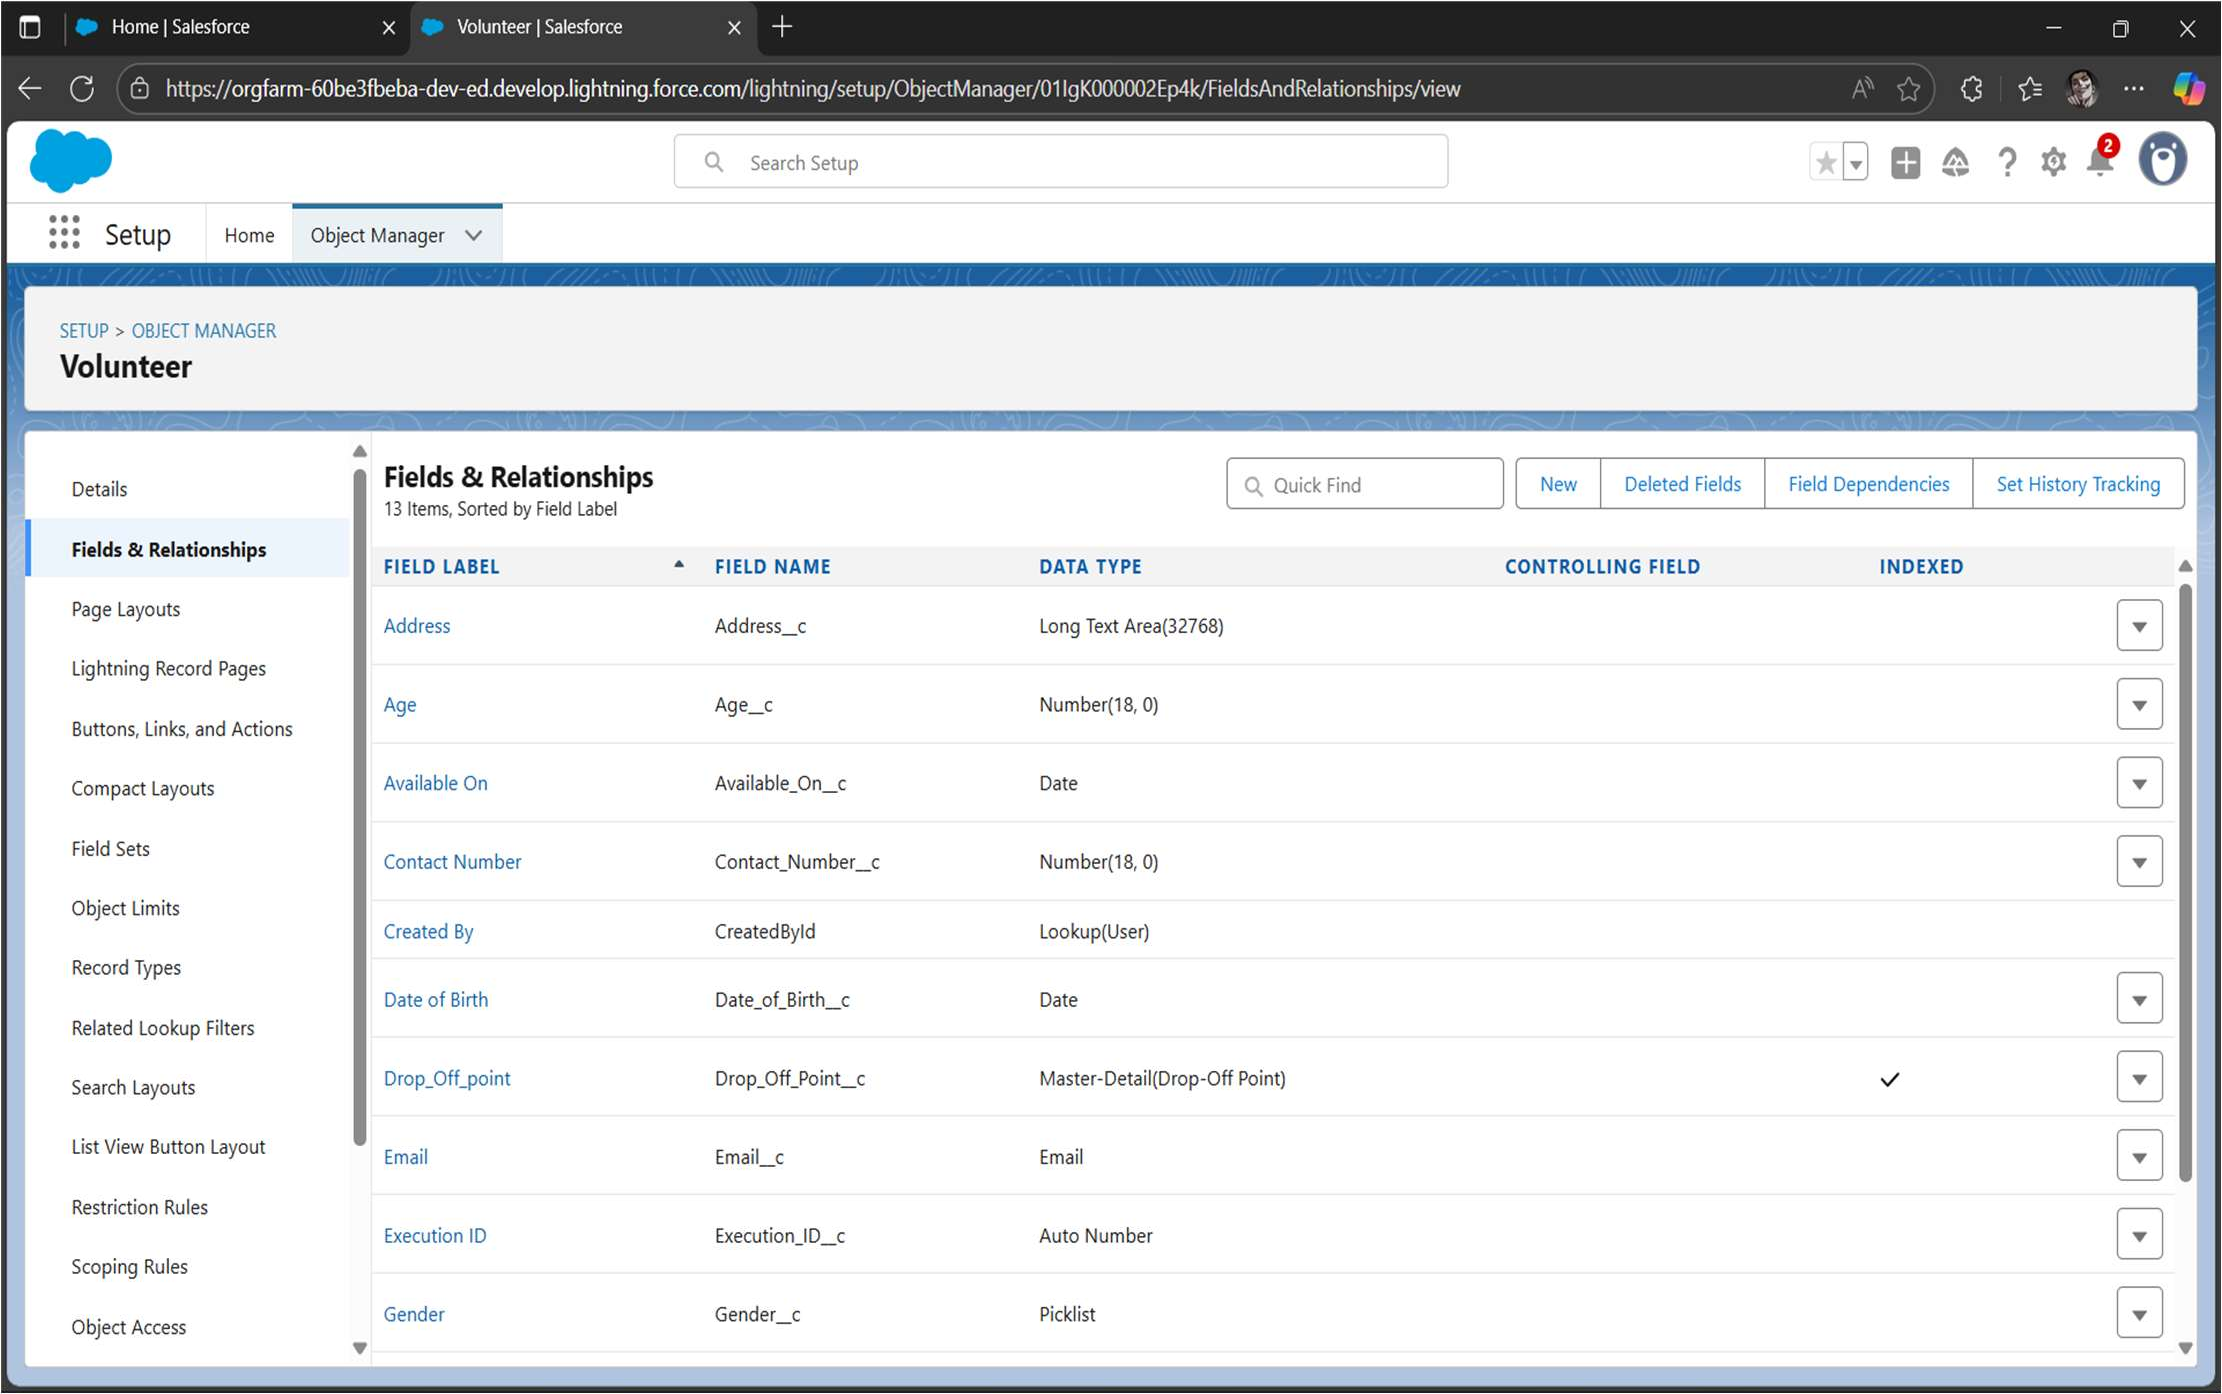 Home | Salesforce
Volunteer | Salesforce
https://orgfarm-60be3fbeba-dev-ed.develop.lightning.force.com/lightning/setup/ObjectManager/01IgK000002Ep4k/FieldsAndRelationships/view
Search Setup
2
Setup
Home
Object Manager
SETUP > OBJECT MANAGER
Volunteer
Details
Fields & Relationships
Page Layouts
Lightning Record Pages
Buttons, Links, and Actions
Compact Layouts
Field Sets
Object Limits
Record Types
Related Lookup Filters
Search Layouts
List View Button Layout
Restriction Rules
Scoping Rules
Object Access
Fields & Relationships
13 Items, Sorted by Field Label
Quick Find
New
Deleted Fields
Field Dependencies
Set History Tracking
FIELD LABEL FIELD NAME DATA TYPE CONTROLLING FIELD INDEXED
Address Address__c Long Text Area(32768)
Age Age__c Number(18, 0)
Available On Available_On__c Date
Contact Number Contact_Number__c Number(18, 0)
Created By CreatedById Lookup(User)
Date of Birth Date_of_Birth__c Date
Drop_Off_point Drop_Off_Point__c Master-Detail(Drop-Off Point)
Email Email__c Email
Execution ID Execution_ID__c Auto Number
Gender Gender__c Picklist